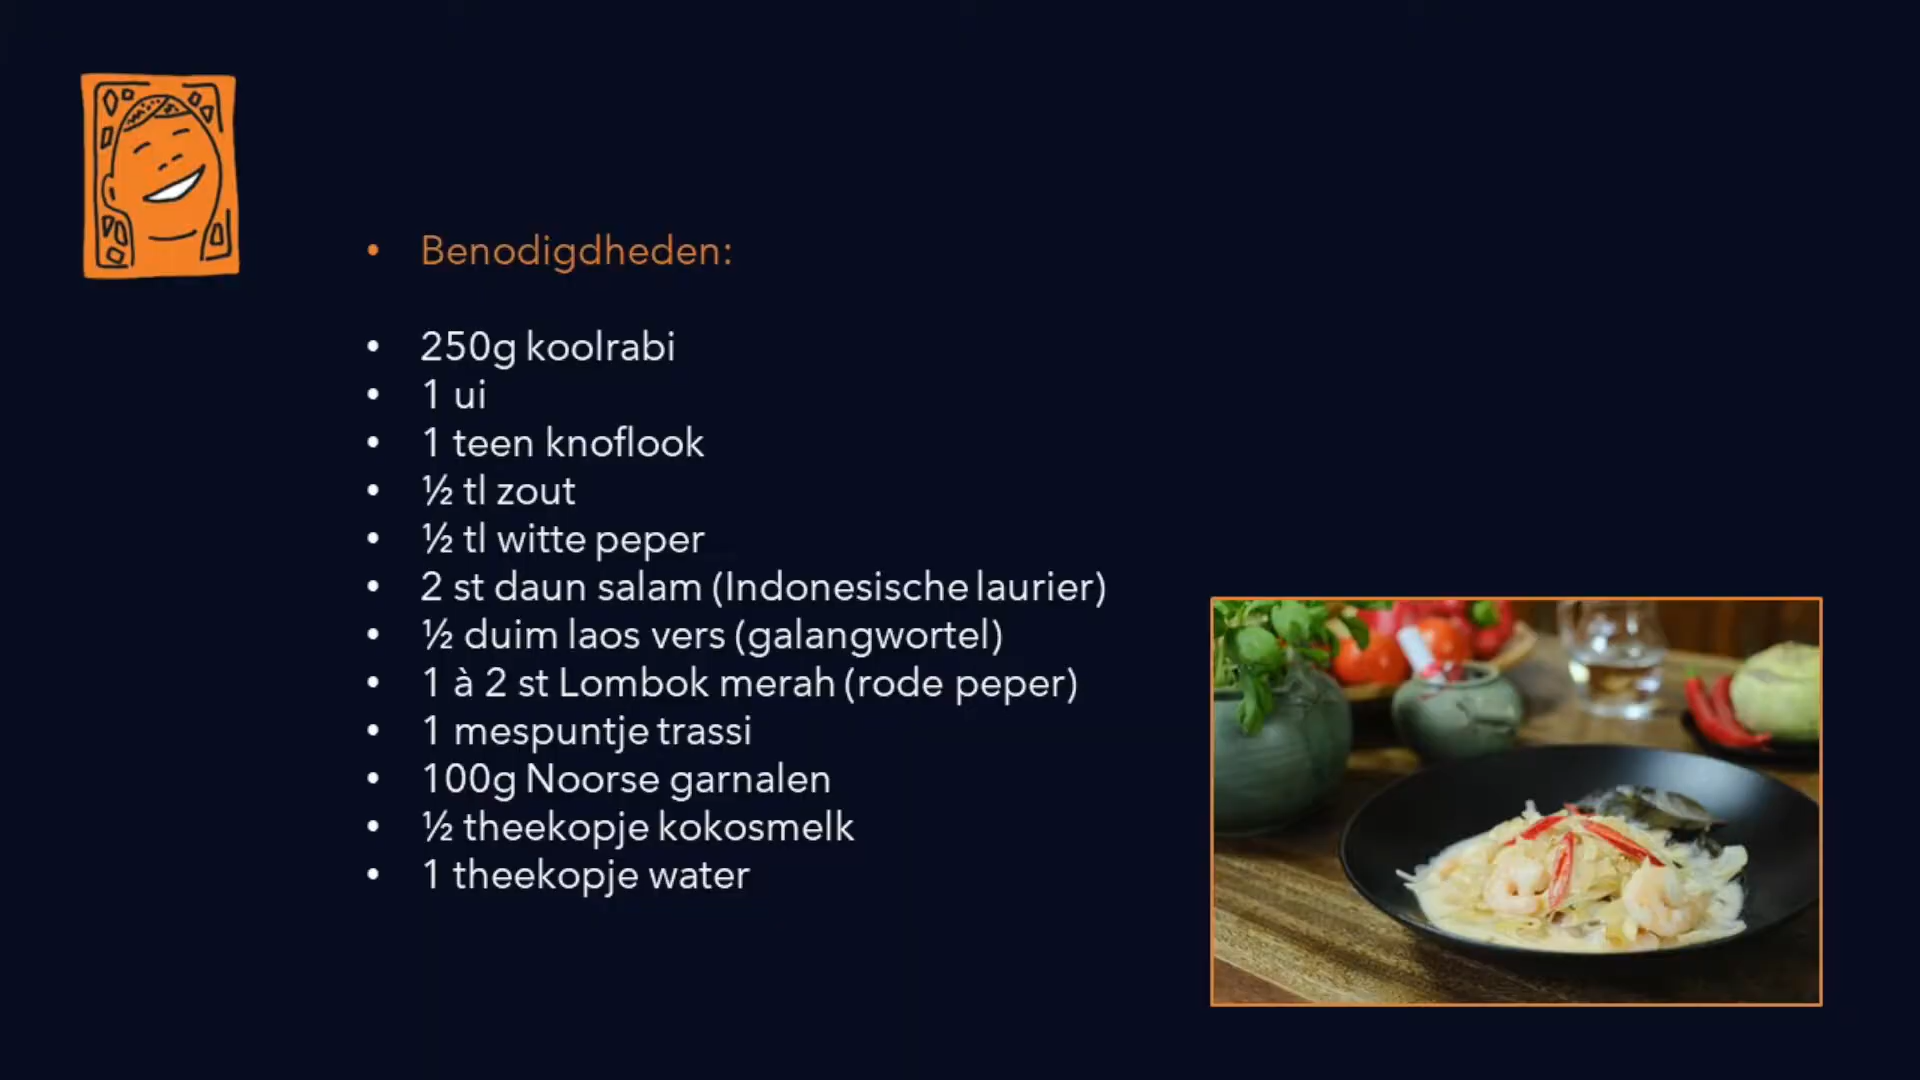 • Benodigdheden:
• 250g koolrabi
• 1 ui
• 1 teen knoflook
• ½ tl zout
• ½ tl witte peper
• 2 st daun salam (Indonesische laurier)
• ½ duim laos vers (galangwortel)
• 1 à 2 st Lombok merah (rode peper)
• 1 mespuntje trassi
• 100g Noorse garnalen
• ½ theekopje kokosmelk
• 1 theekopje water